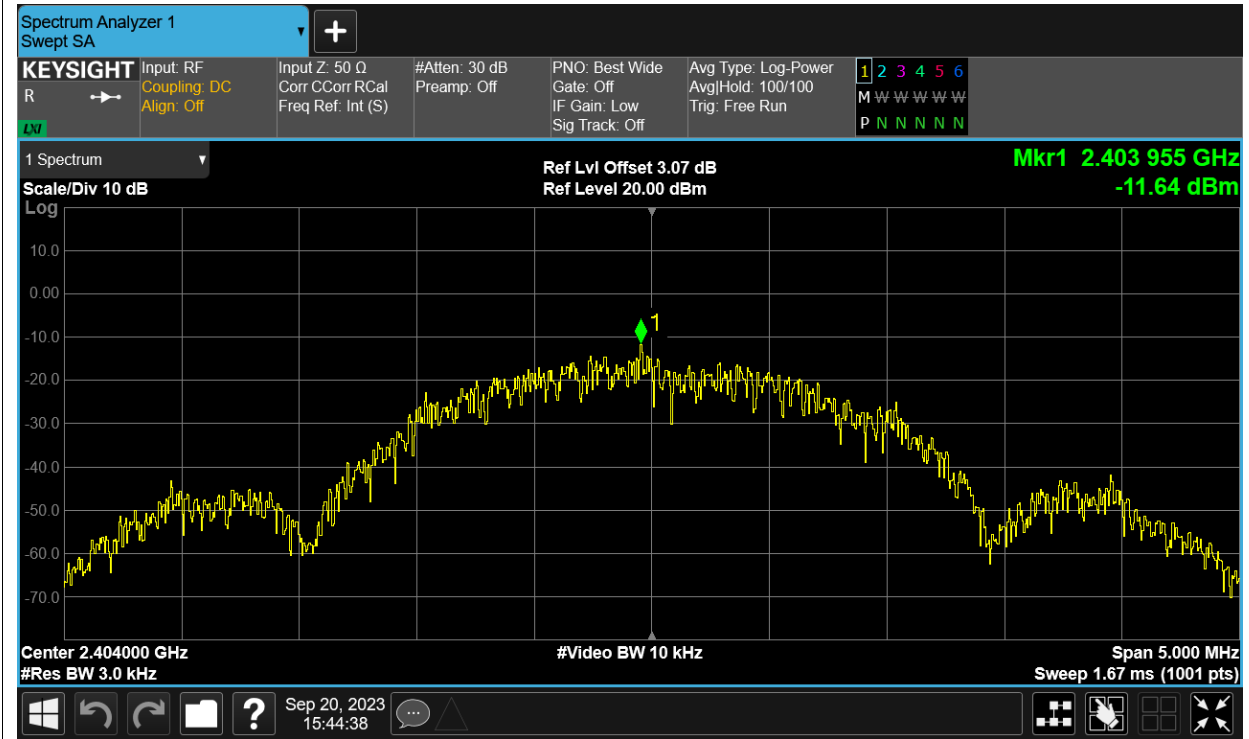 Spectrum Analyzer 1
Swept SA
+
KEYSIGHT
R
LXI
Input: RF
Coupling: DC
Align: Off
Input Z: 50 Ω
Corr CCorr RCal
Freq Ref: Int (S)
#Atten: 30 dB
Preamp: Off
PNO: Best Wide
Gate: Off
IF Gain: Low
Sig Track: Off
Avg Type: Log-Power
Avg|Hold: 100/100
Trig: Free Run
1 2 3 4 5 6
M W W W W W W
P N N N N N N
1 Spectrum
Scale/Div 10 dB
Ref Lvl Offset 3.07 dB
Ref Level 20.00 dBm
Mkr1 2.403 955 GHz
-11.64 dBm
Log
10.0
0.00
-10.0
-20.0
-30.0
-40.0
-50.0
-60.0
-70.0
1
Center 2.404000 GHz
#Video BW 10 kHz
Span 5.000 MHz
#Res BW 3.0 kHz
Sweep 1.67 ms (1001 pts)
?
Sep 20, 2023
15:44:38